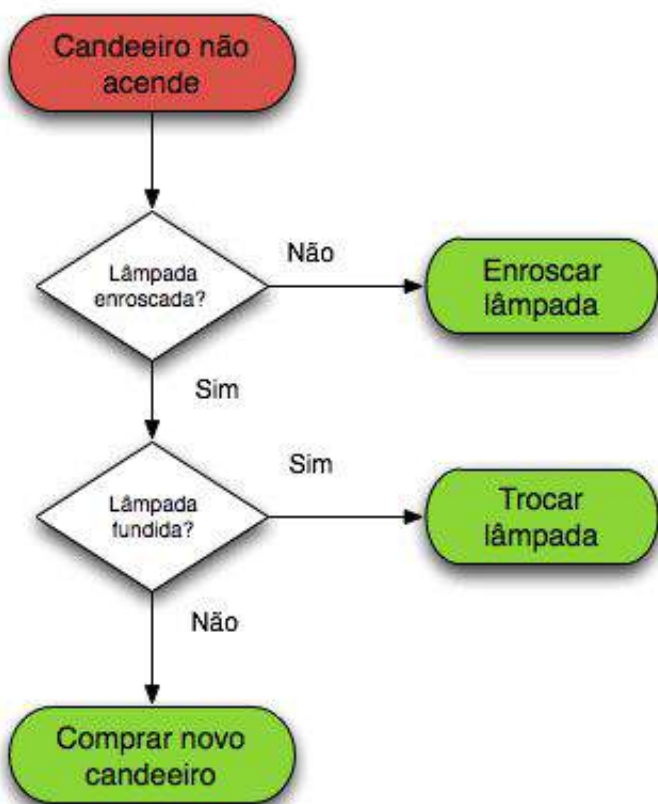 Candeeiro não
acende
Lâmpada
enroscada?
Não
Enroscar
lâmpada
Sim
Lâmpada
fundida?
Sim
Trocar
lâmpada
Não
Comprar novo
candeeiro